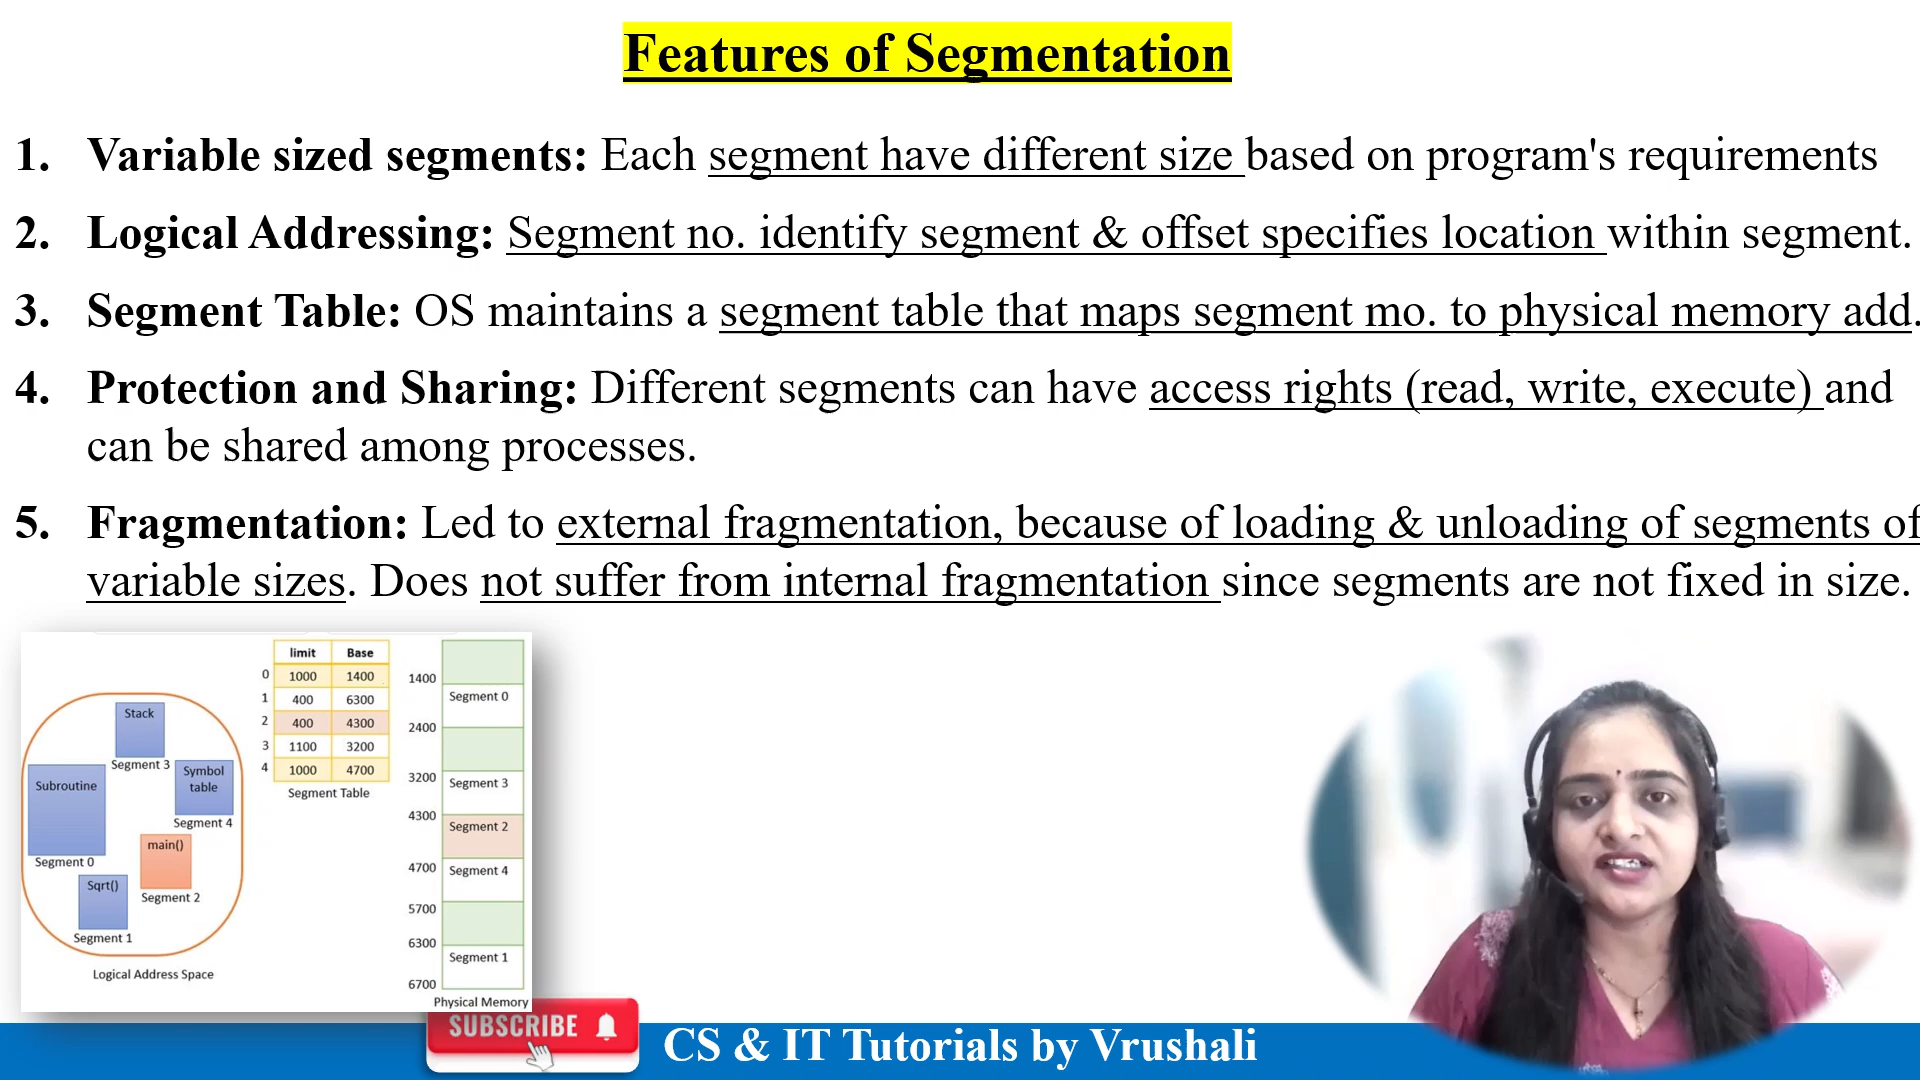 Features of Segmentation
1. Variable sized segments: Each segment have different size based on program's requirements
2. Logical Addressing: Segment no. identify segment & offset specifies location within segment.
3. Segment Table: OS maintains a segment table that maps segment mo. to physical memory add.
4. Protection and Sharing: Different segments can have access rights (read, write, execute) and
can be shared among processes.
5. Fragmentation: Led to external fragmentation, because of loading & unloading of segments of
variable sizes. Does not suffer from internal fragmentation since segments are not fixed in size.
Stack
Segment 3
Subroutine
Segment 0
Symbol
table
Segment 4
main()
Segment 2
Sqrt()
Segment 1
Logical Address Space
limit Base
0 1000 1400
1 400 6300
2 400 4300
3 1100 3200
4 1000 4700
Segment Table
1400
Segment 0
2400
3200
Segment 3
4300
Segment 2
4700
Segment 4
5700
6300
Segment 1
6700
Physical Memory
SUBSCRIBE
CS & IT Tutorials by Vrushali